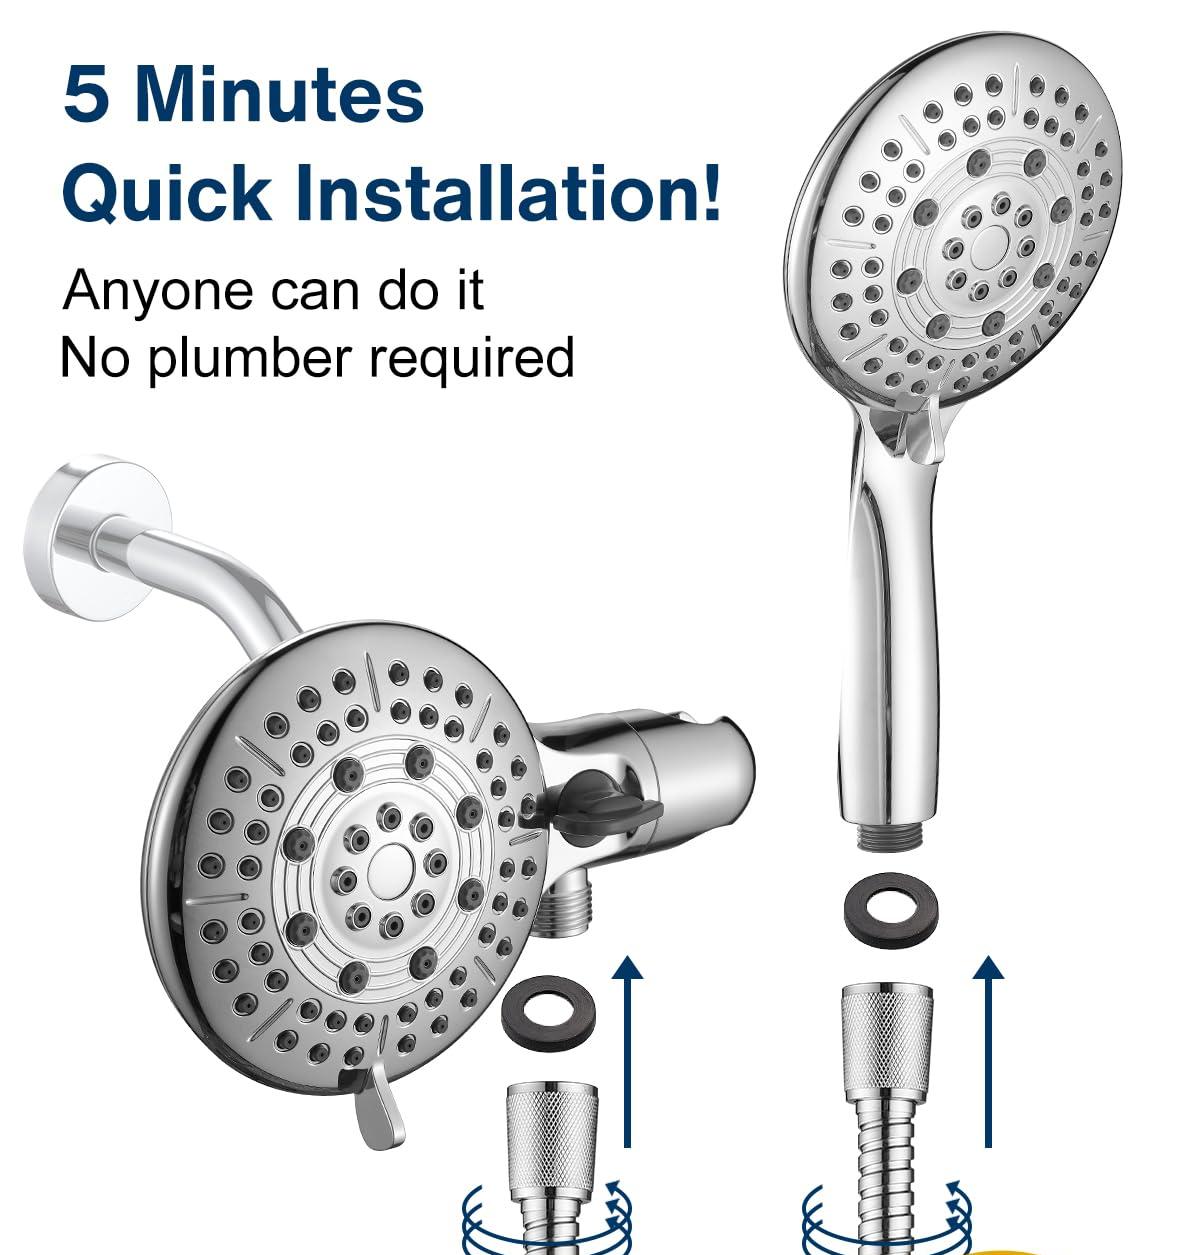 5 Minutes
Quick Installation!
Anyone can do it
No plumber required